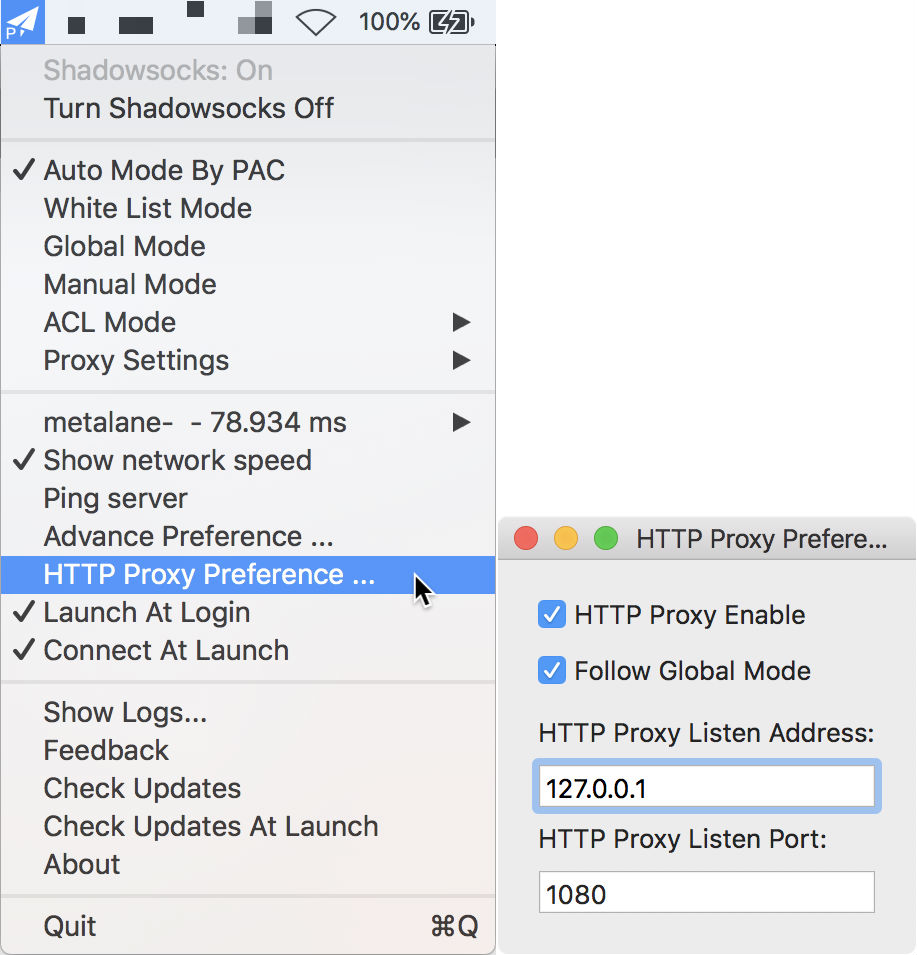 P
100%
Shadowsocks: On
Turn Shadowsocks Off
✓ Auto Mode By PAC
White List Mode
Global Mode
Manual Mode
ACL Mode ▶
Proxy Settings ▶
metalane- - 78.934 ms ▶
✓ Show network speed
Ping server
Advance Preference ...
HTTP Proxy Preference ...
✓ Launch At Login
✓ Connect At Launch
Show Logs...
Feedback
Check Updates
Check Updates At Launch
About
Quit ⌘Q
HTTP Proxy Prefere...
HTTP Proxy Enable
Follow Global Mode
HTTP Proxy Listen Address:
127.0.0.1
HTTP Proxy Listen Port:
1080